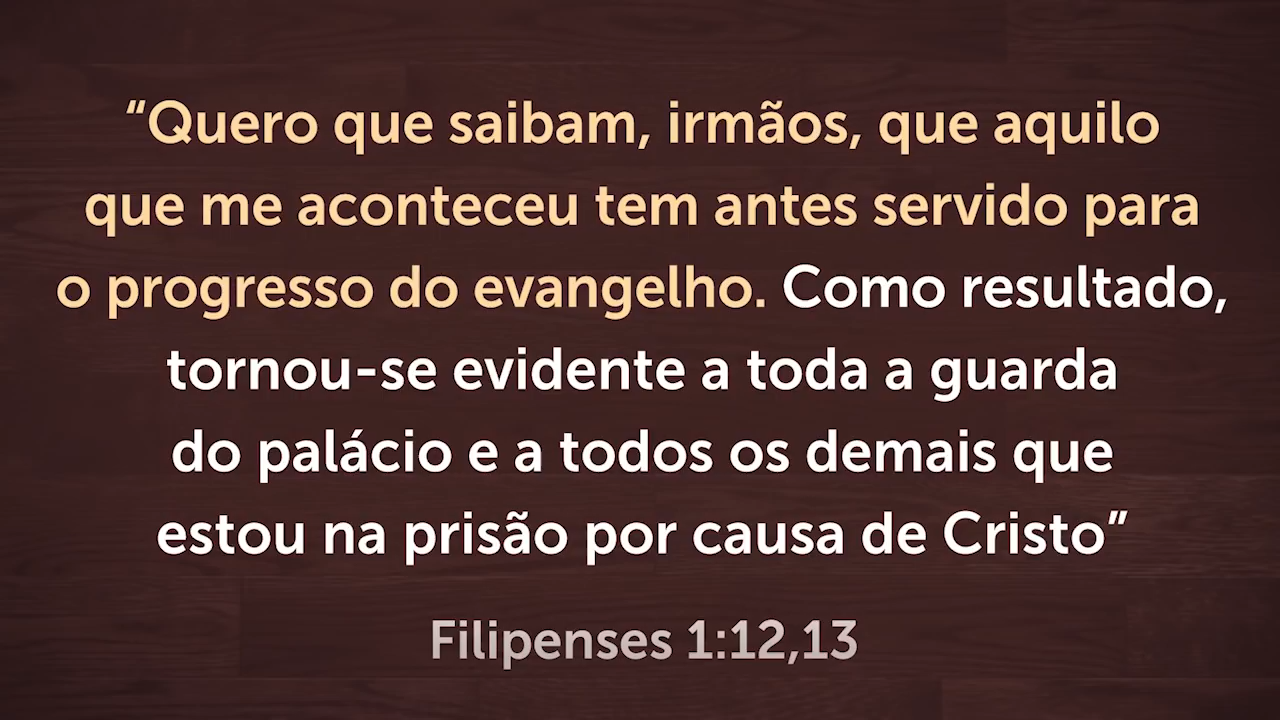 “Quero que saibam, irmãos, que aquilo
que me aconteceu tem antes servido para
o progresso do evangelho. Como resultado,
tornou-se evidente a toda a guarda
do palácio e a todos os demais que
estou na prisão por causa de Cristo”
Filipenses 1:12,13